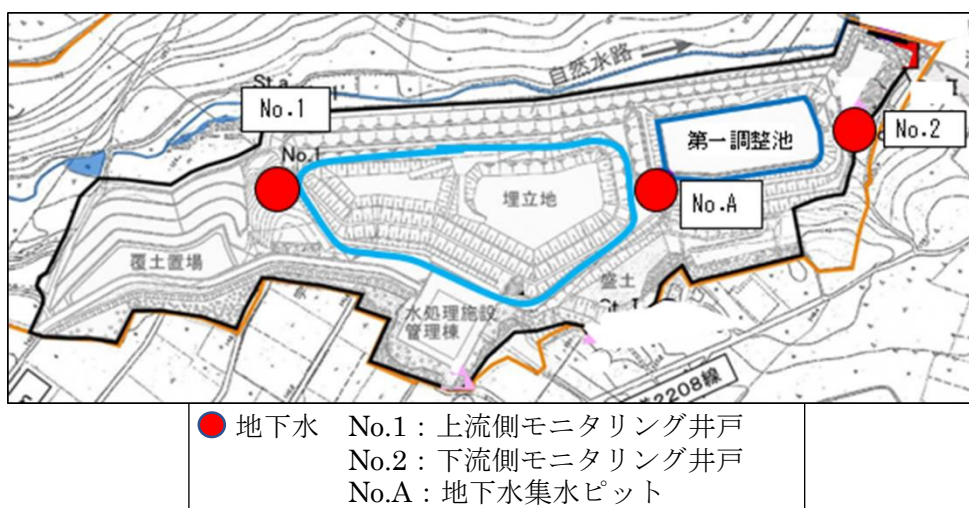 自然水路
St.a
No.1
No.1
第一調整池
No.2
No.A
埋立地
覆土置場
盛土
St.I
水処理施設
管理棟
2208線
地下水 No.1：上流側モニタリング井戸
No.2：下流側モニタリング井戸
No.A：地下水集水ピット